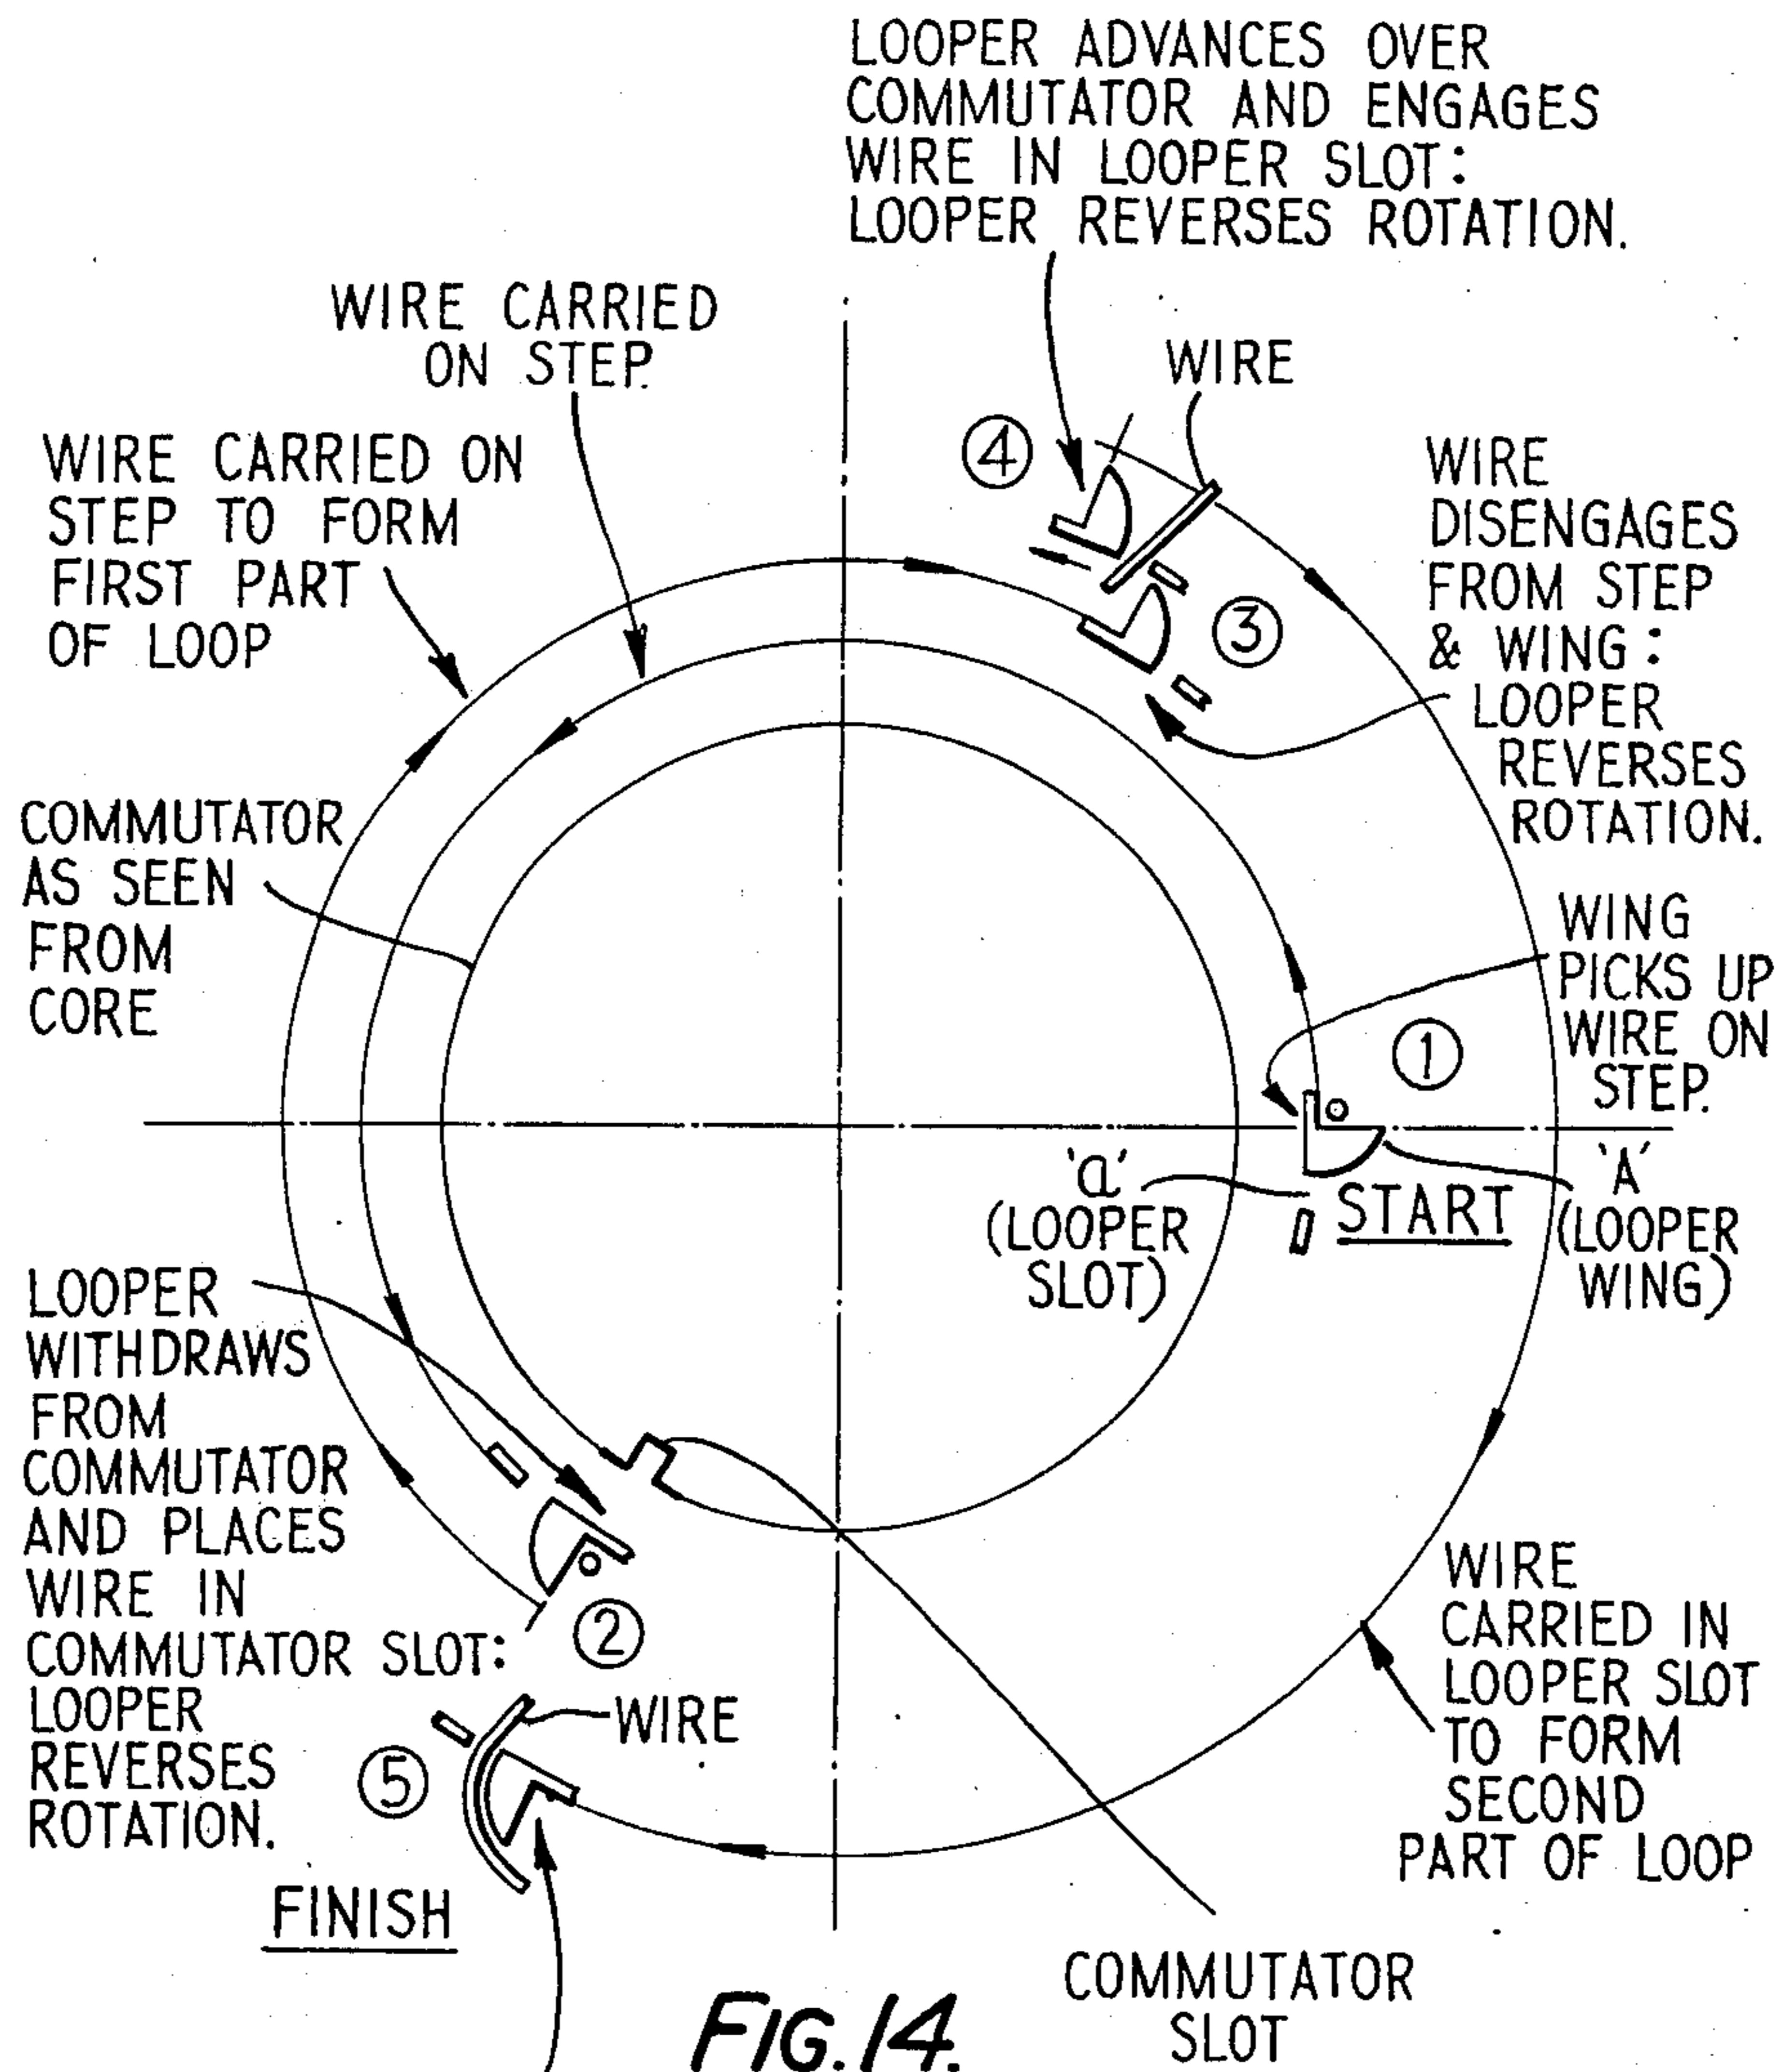 LOOPER ADVANCES OVER
COMMUTATOR AND ENGAGES
WIRE IN LOOPER SLOT:
LOOPER REVERSES ROTATION.
WIRE CARRIED
ON STEP.
WIRE
④
WIRE CARRIED ON
STEP TO FORM
FIRST PART
OF LOOP
WIRE
DISENGAGES
FROM STEP
& WING:
LOOPER
REVERSES
ROTATION.
③
COMMUTATOR
AS SEEN
FROM
CORE
WING
PICKS UP
WIRE ON
STEP.
①
'a'
(LOOPER
SLOT)
START
'A'
(LOOPER
WING)
LOOPER
WITHDRAWS
FROM
COMMUTATOR
AND PLACES
WIRE IN
COMMUTATOR SLOT:
LOOPER
REVERSES
ROTATION.
②
WIRE
⑤
WIRE
CARRIED IN
LOOPER SLOT
TO FORM
SECOND
PART OF LOOP
FINISH
COMMUTATOR
SLOT
FIG.14.